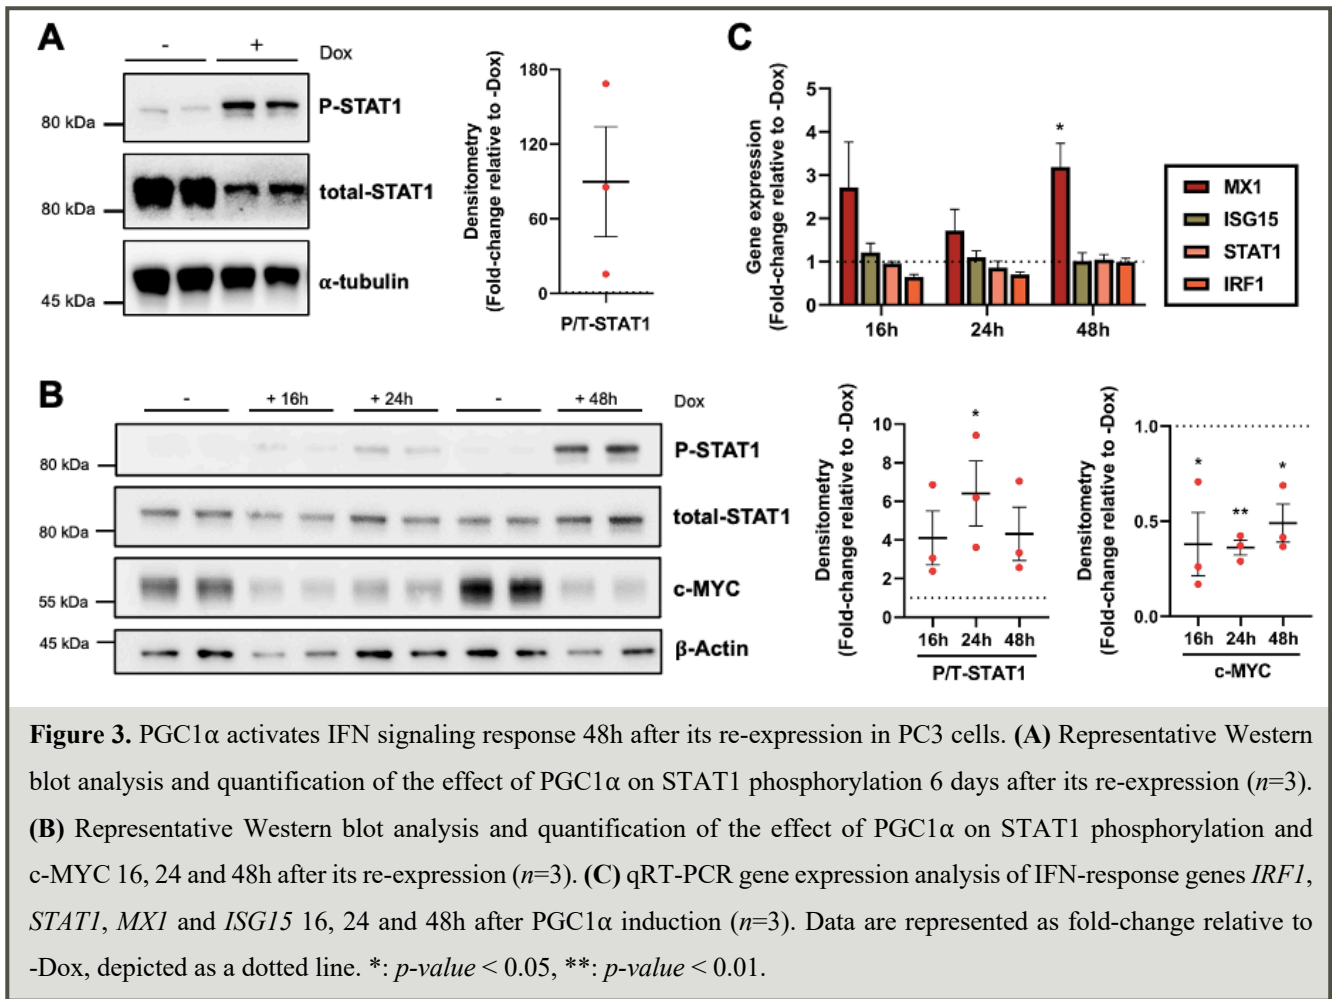 A
- +
Dox
P-STAT1
80 kDa
total-STAT1
80 kDa
α-tubulin
45 kDa
Densitometry
(Fold-change relative to -Dox)
180
120
60
0
P/T-STAT1
C
Gene expression
(Fold-change relative to -Dox)
5
4
3
2
1
0
*
16h 24h 48h
MX1
ISG15
STAT1
IRF1
B
- + 16h + 24h - + 48h
Dox
P-STAT1
80 kDa
total-STAT1
80 kDa
c-MYC
55 kDa
45 kDa
β-Actin
Densitometry
(Fold-change relative to -Dox)
10
8
6
4
2
0
*
16h 24h 48h
P/T-STAT1
Densitometry
(Fold-change relative to -Dox)
1.0
0.5
0.0
* ** *
16h 24h 48h
c-MYC
Figure 3. PGC1α activates IFN signaling response 48h after its re-expression in PC3 cells. (A) Representative Western
blot analysis and quantification of the effect of PGC1α on STAT1 phosphorylation 6 days after its re-expression (n=3).
(B) Representative Western blot analysis and quantification of the effect of PGC1α on STAT1 phosphorylation and
c-MYC 16, 24 and 48h after its re-expression (n=3). (C) qRT-PCR gene expression analysis of IFN-response genes IRF1,
STAT1, MX1 and ISG15 16, 24 and 48h after PGC1α induction (n=3). Data are represented as fold-change relative to
-Dox, depicted as a dotted line. *: p-value < 0.05, **: p-value < 0.01.